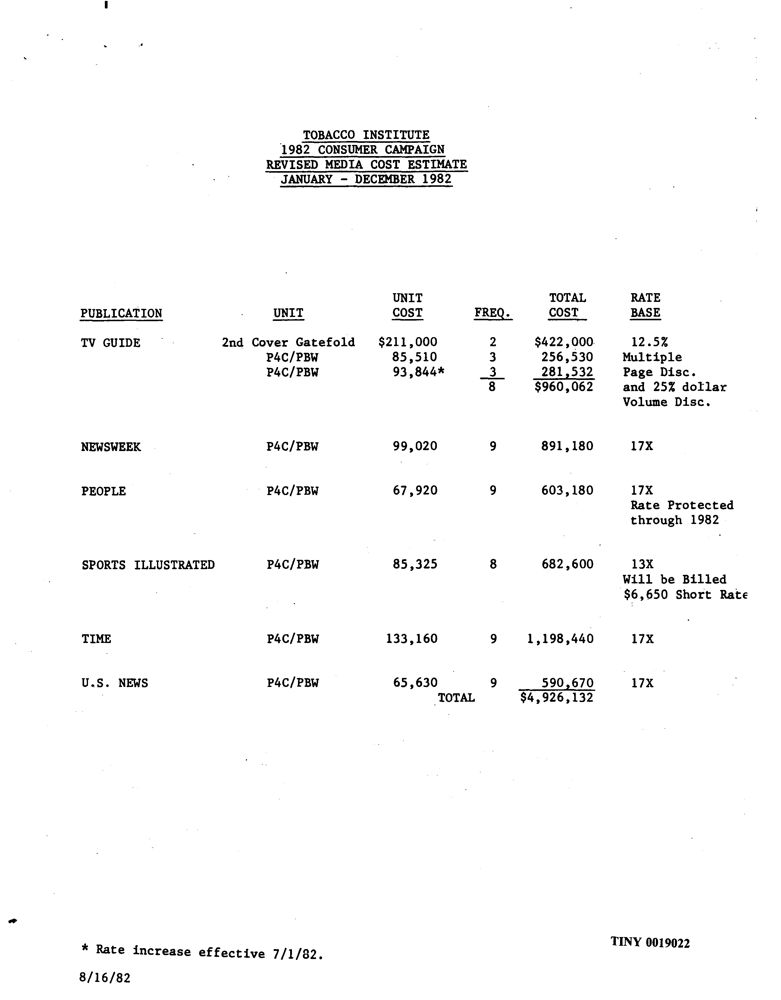 TOBACCO INSTITUTE
1982 CONSUMER CAMPAIGN
REVISED MEDIA COST ESTIMATE
JANUARY - DECEMBER 1982
UNIT TOTAL RATE
PUBLICATION UNIT COST FREQ. COST BASE
TV GUIDE 2nd Cover Gatefold $211,000 2 $422,000 12.5%
P4C/PBW 85,510 3 256,530 Multiple
P4C/PBW 93,844* 3 281,532 Page Disc.
8 $960,062 and 25% dollar
Volume Disc.
NEWSWEEK P4C/PBW 99,020 9 891,180 17X
PEOPLE P4C/PBW 67,920 9 603,180 17X
Rate Protected
through 1982
SPORTS ILLUSTRATED P4C/PBW 85,325 8 682,600 13X
Will be Billed
$6,650 Short Rate
TIME P4C/PBW 133,160 9 1,198,440 17X
U.S. NEWS P4C/PBW 65,630 9 590,670 17X
TOTAL $4,926,132
* Rate increase effective 7/1/82.
TINY 0019022
8/16/82